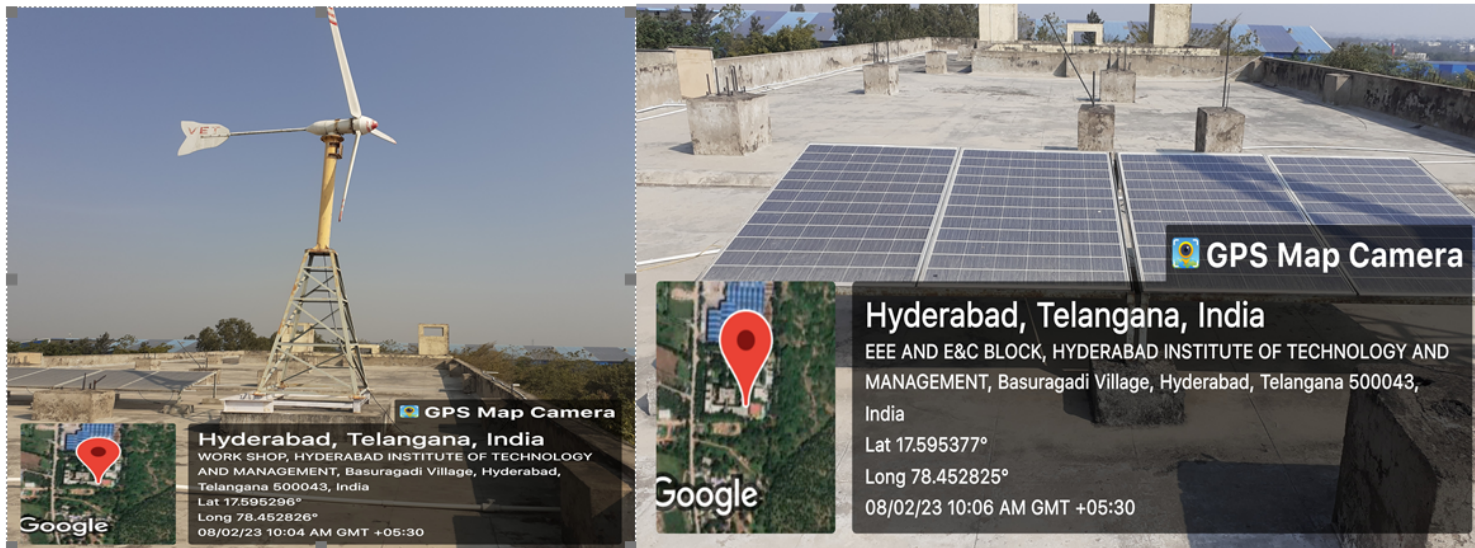 VET
GPS Map Camera
Hyderabad, Telangana, India
WORK SHOP, HYDERABAD INSTITUTE OF TECHNOLOGY
AND MANAGEMENT, Basuragadi Village, Hyderabad,
Telangana 500043, India
Lat 17.595296°
Long 78.452826°
08/02/23 10:04 AM GMT +05:30
Google
GPS Map Camera
Hyderabad, Telangana, India
EEE AND E&C BLOCK, HYDERABAD INSTITUTE OF TECHNOLOGY AND
MANAGEMENT, Basuragadi Village, Hyderabad, Telangana 500043,
India
Lat 17.595377°
Long 78.452825°
08/02/23 10:06 AM GMT +05:30
Google